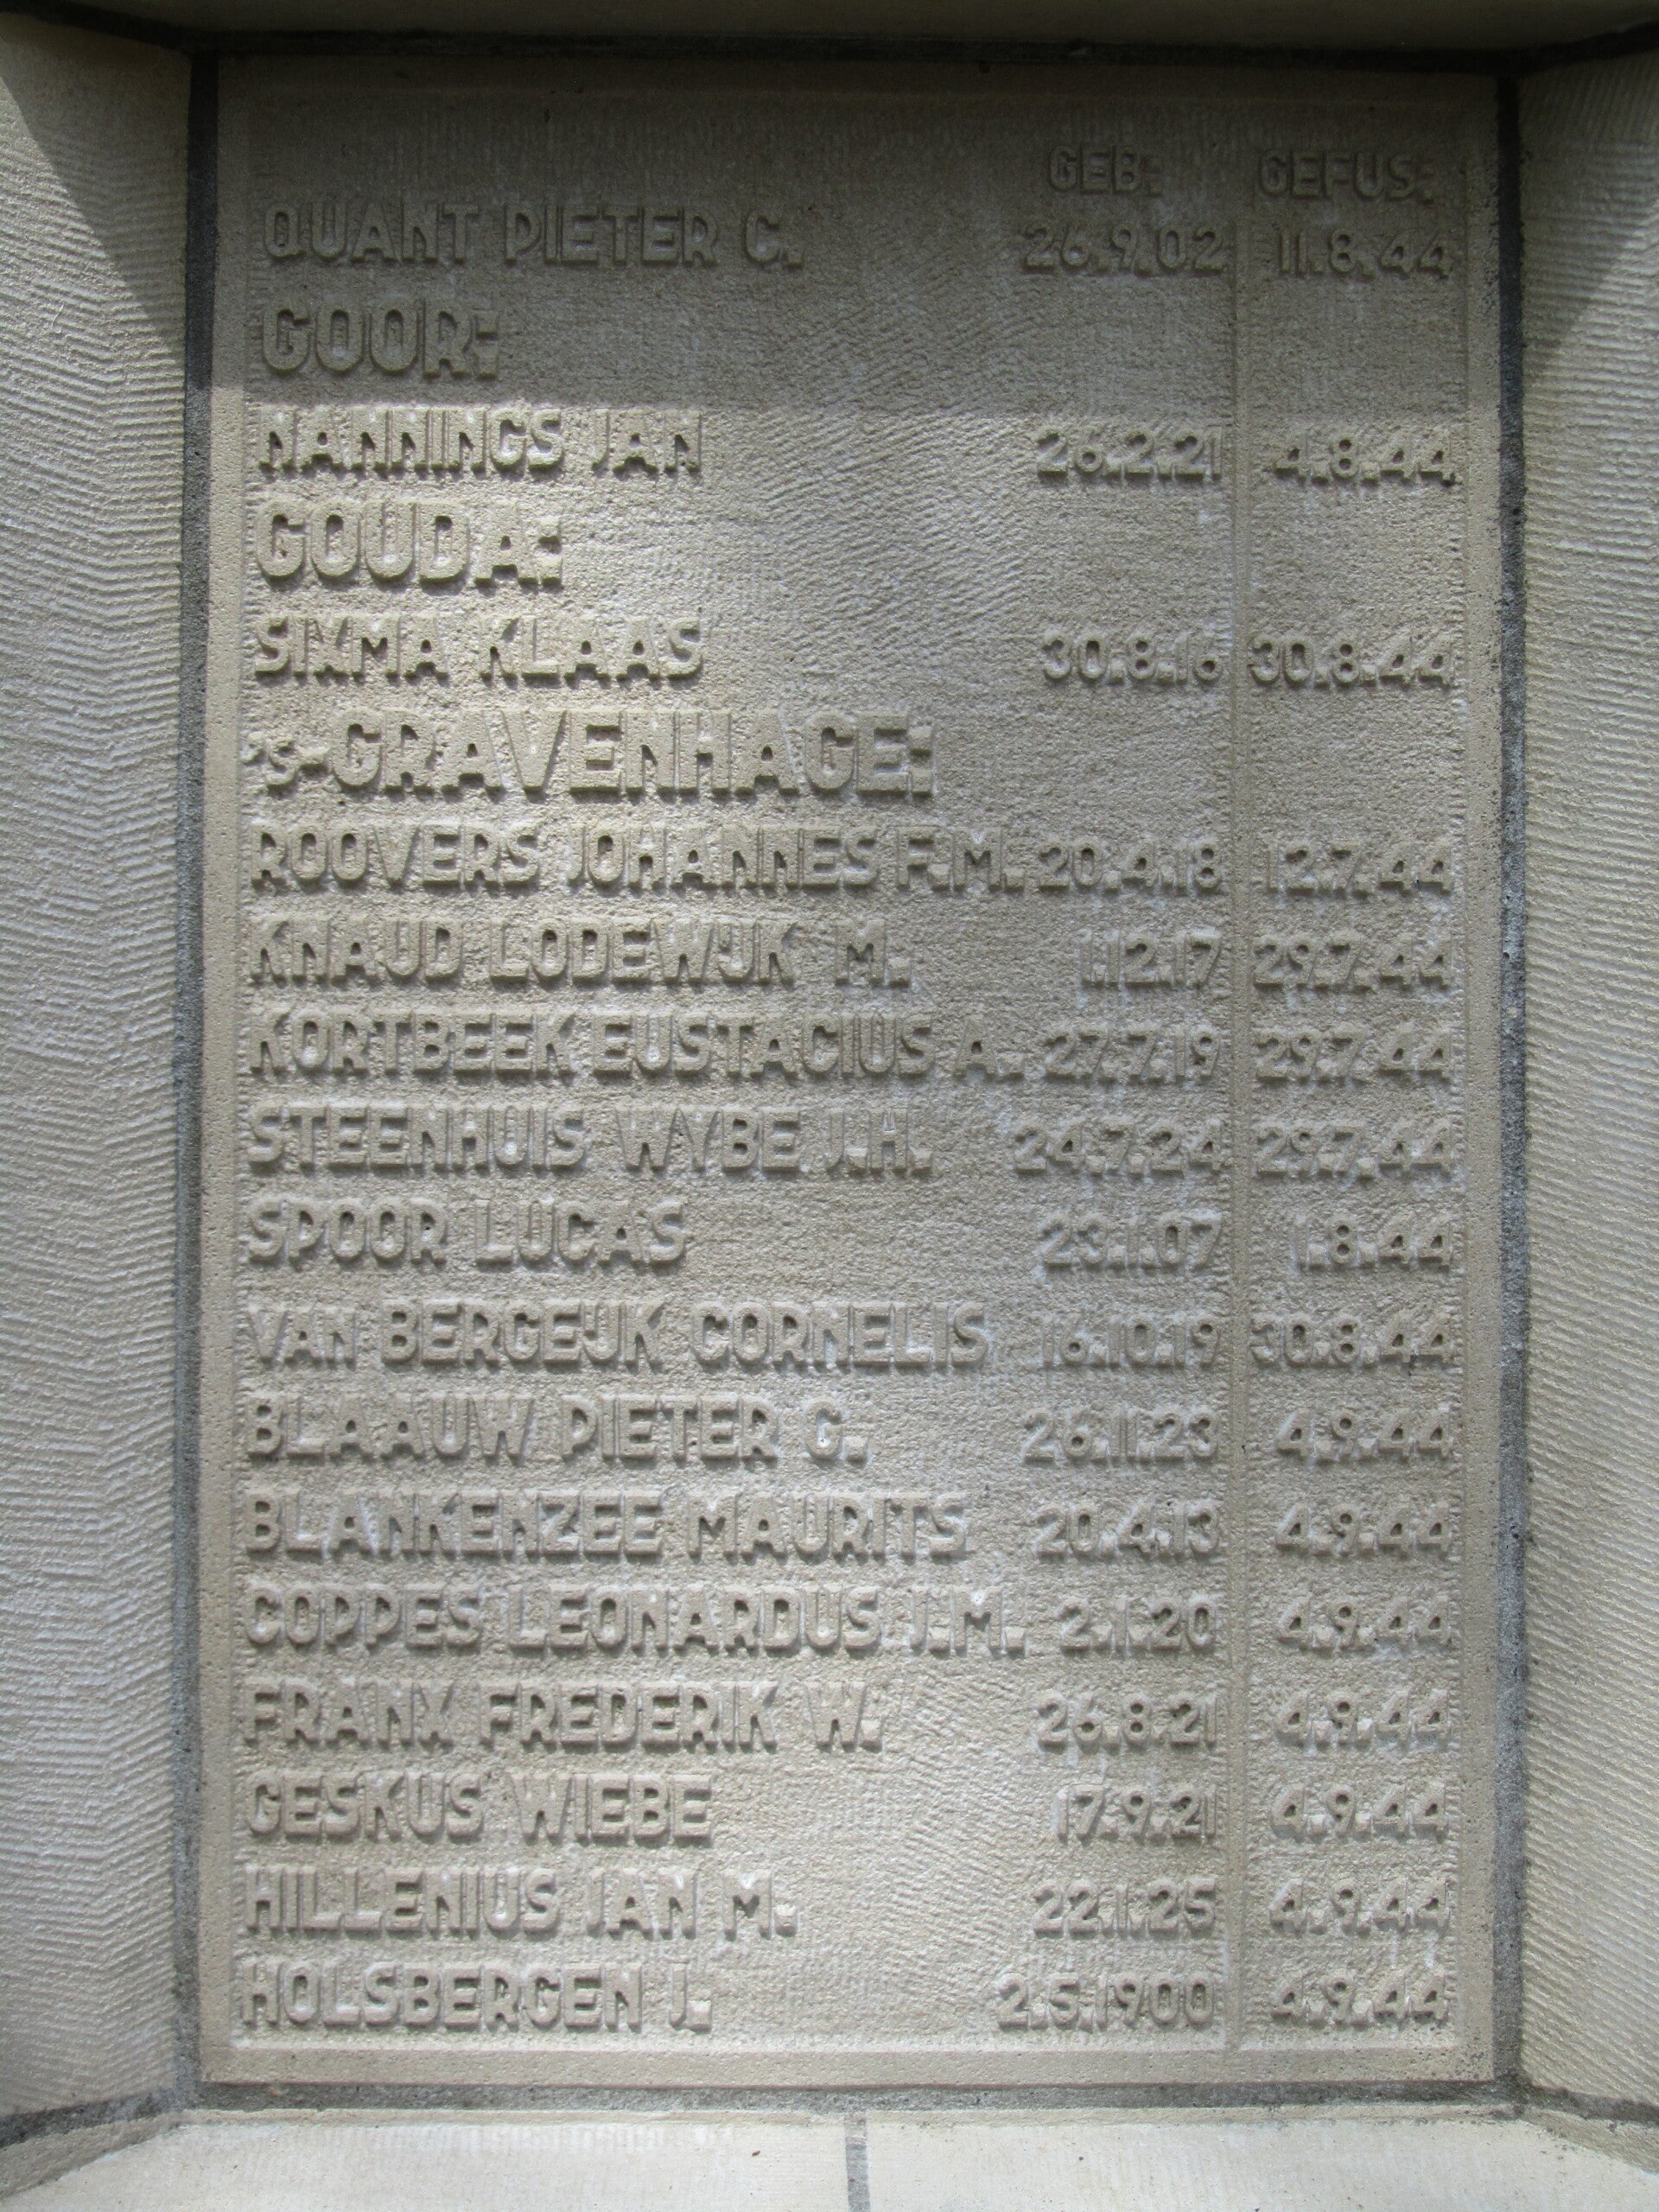 GEB: GEFUS:
QUANT PIETER C. 26.9.02 11.8.44
GOOR:
NANNINGS JAN 26.2.21 4.8.44
GOUDA:
SIXMA KLAAS 30.8.16 30.8.44
's-GRAVENHAGE:
ROOVERS JOHANNES F.M. 20.4.18 12.7.44
KNAUD LODEWIJK M. 1.12.17 29.7.44
KORTBEEK EUSTACIUS A. 27.7.19 29.7.44
STEENHUIS WYBE J.H. 24.7.24 29.7.44
SPOOR LUCAS 23.1.07 1.8.44
VAN BERGEIJK CORNELIS 16.10.19 30.8.44
BLAAUW PIETER G. 26.11.23 4.9.44
BLANKENZEE MAURITS 20.4.13 4.9.44
COPPES LEONARDUS J.M. 2.1.20 4.9.44
FRANX FREDERIK W. 26.8.21 4.9.44
GESKUS WIEBE 17.9.21 4.9.44
HILLENIUS JAN M. 22.1.25 4.9.44
HOLSBERGEN J. 2.5.1900 4.9.44